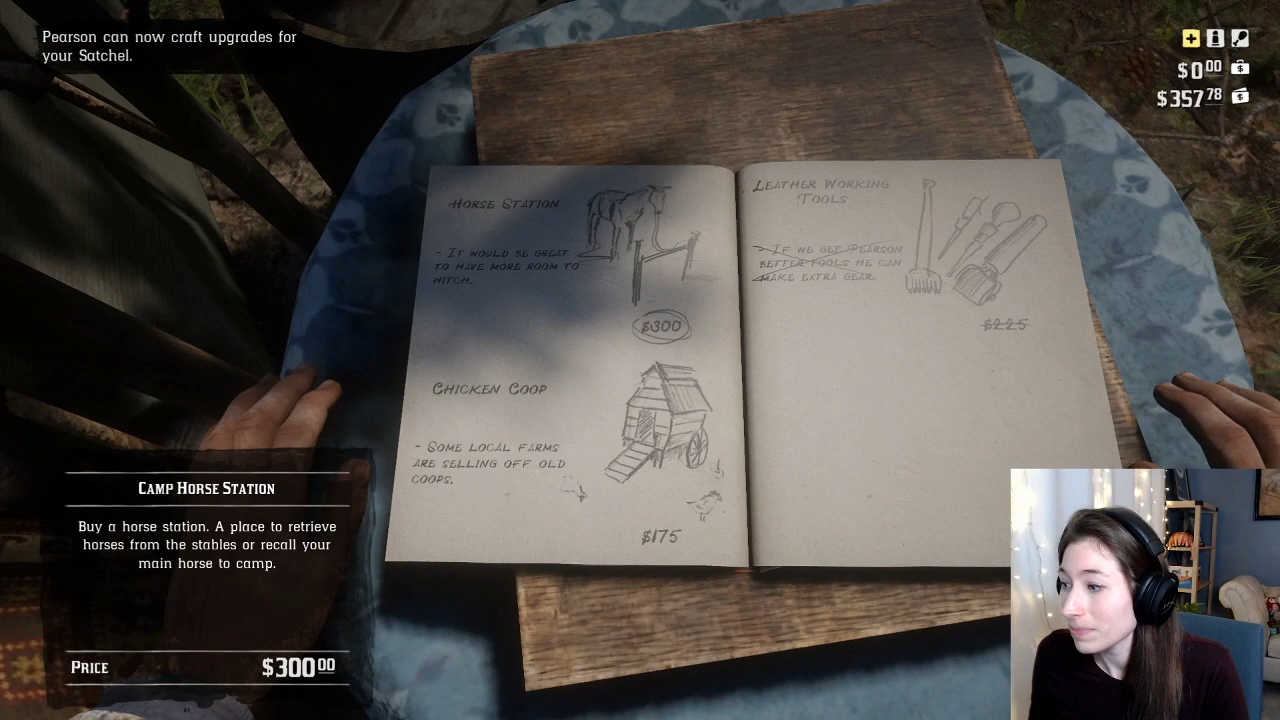 Pearson can now craft upgrades for
your Satchel.
$0.00
$357.78
HORSE STATION
- IT WOULD BE GREAT
TO HAVE MORE ROOM TO
HITCH.
$300
CHICKEN COOP
- SOME LOCAL FARMS
ARE SELLING OFF OLD
COOPS.
$175
LEATHER WORKING
TOOLS
- IF WE GET PEARSON
BETTER TOOLS HE CAN
MAKE EXTRA GEAR.
$225
CAMP HORSE STATION
Buy a horse station. A place to retrieve
horses from the stables or recall your
main horse to camp.
PRICE $300.00